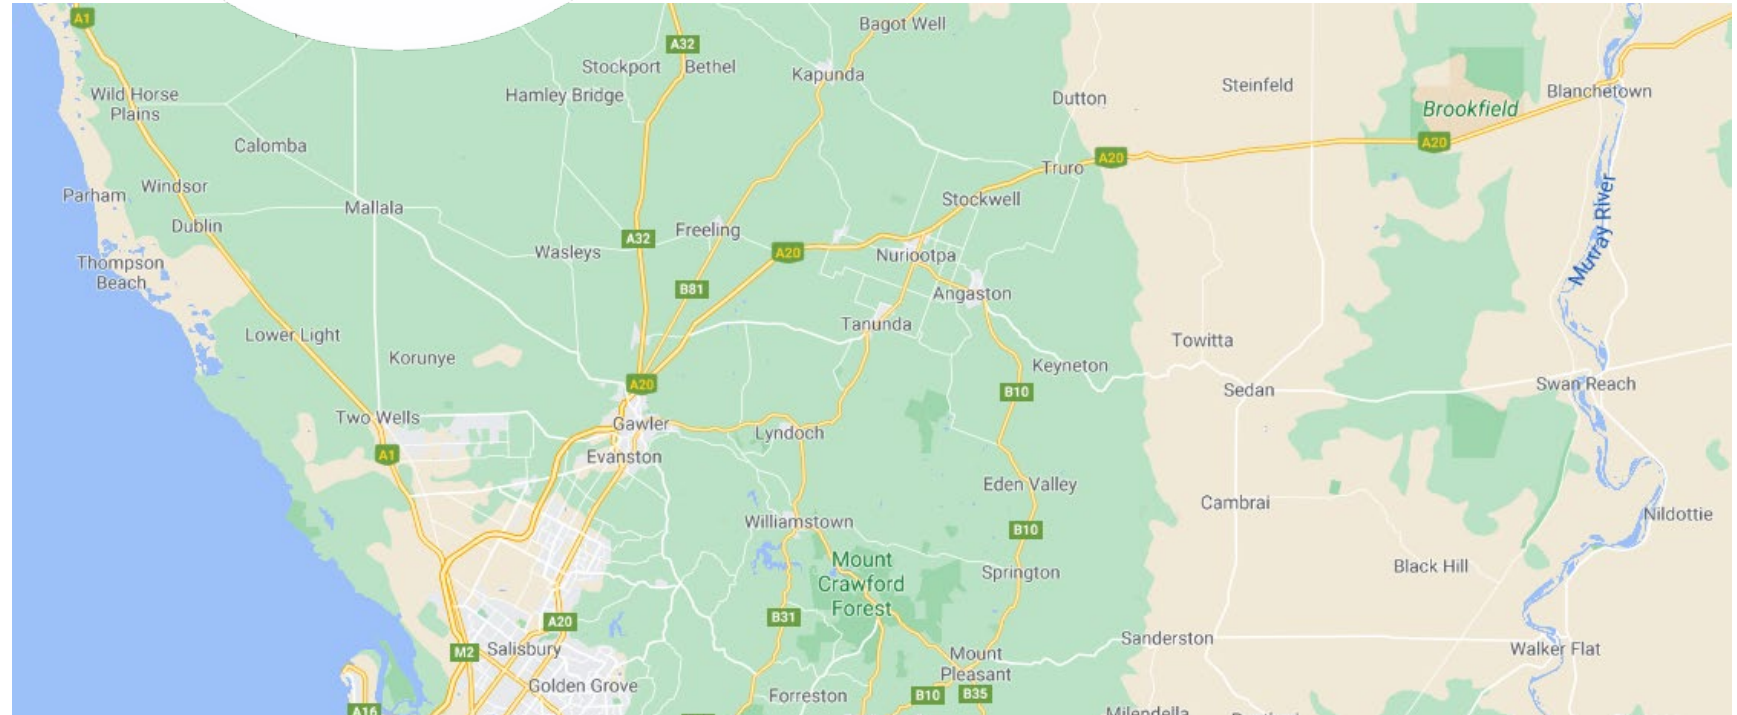 A1
A32
Bagot Well
Stockport
Bethel
Kapunda
Steinfeld
Wild Horse
Plains
Hamley Bridge
Dutton
Brookfield
Blanchetown
Calomba
A20
A20
Truro
Parham
Windsor
Mallala
Stockwell
Murray River
Dublin
Freeling
A32
Wasleys
A20
Nuriootpa
Thompson
Beach
B81
Angaston
Lower Light
Tanunda
Towitta
Korunye
Keyneton
A20
B10
Sedan
Swan Reach
Two Wells
Gawler
Lyndoch
A1
Evanston
Eden Valley
Cambrai
Williamstown
B10
Nildottie
Mount
Crawford
Forest
Springton
Black Hill
B31
A20
Sanderston
M2
Salisbury
Mount
Pleasant
Walker Flat
Golden Grove
Forreston
B10
B35
A16
Milendella